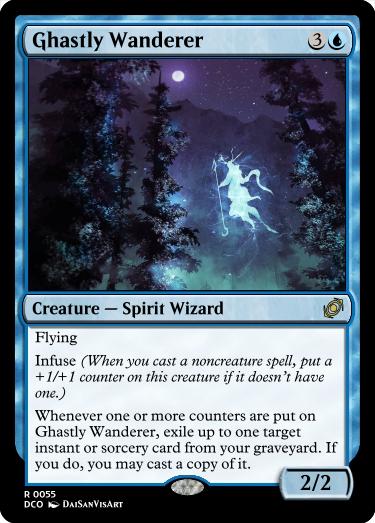 Ghastly Wanderer 3
Creature — Spirit Wizard
Flying
Infuse (When you cast a noncreature spell, put a
+1/+1 counter on this creature if it doesn't have
one.)
Whenever one or more counters are put on
Ghastly Wanderer, exile up to one target
instant or sorcery card from your graveyard. If
you do, you may cast a copy of it.
2/2
R 0055
DCO DaiSanVisArt